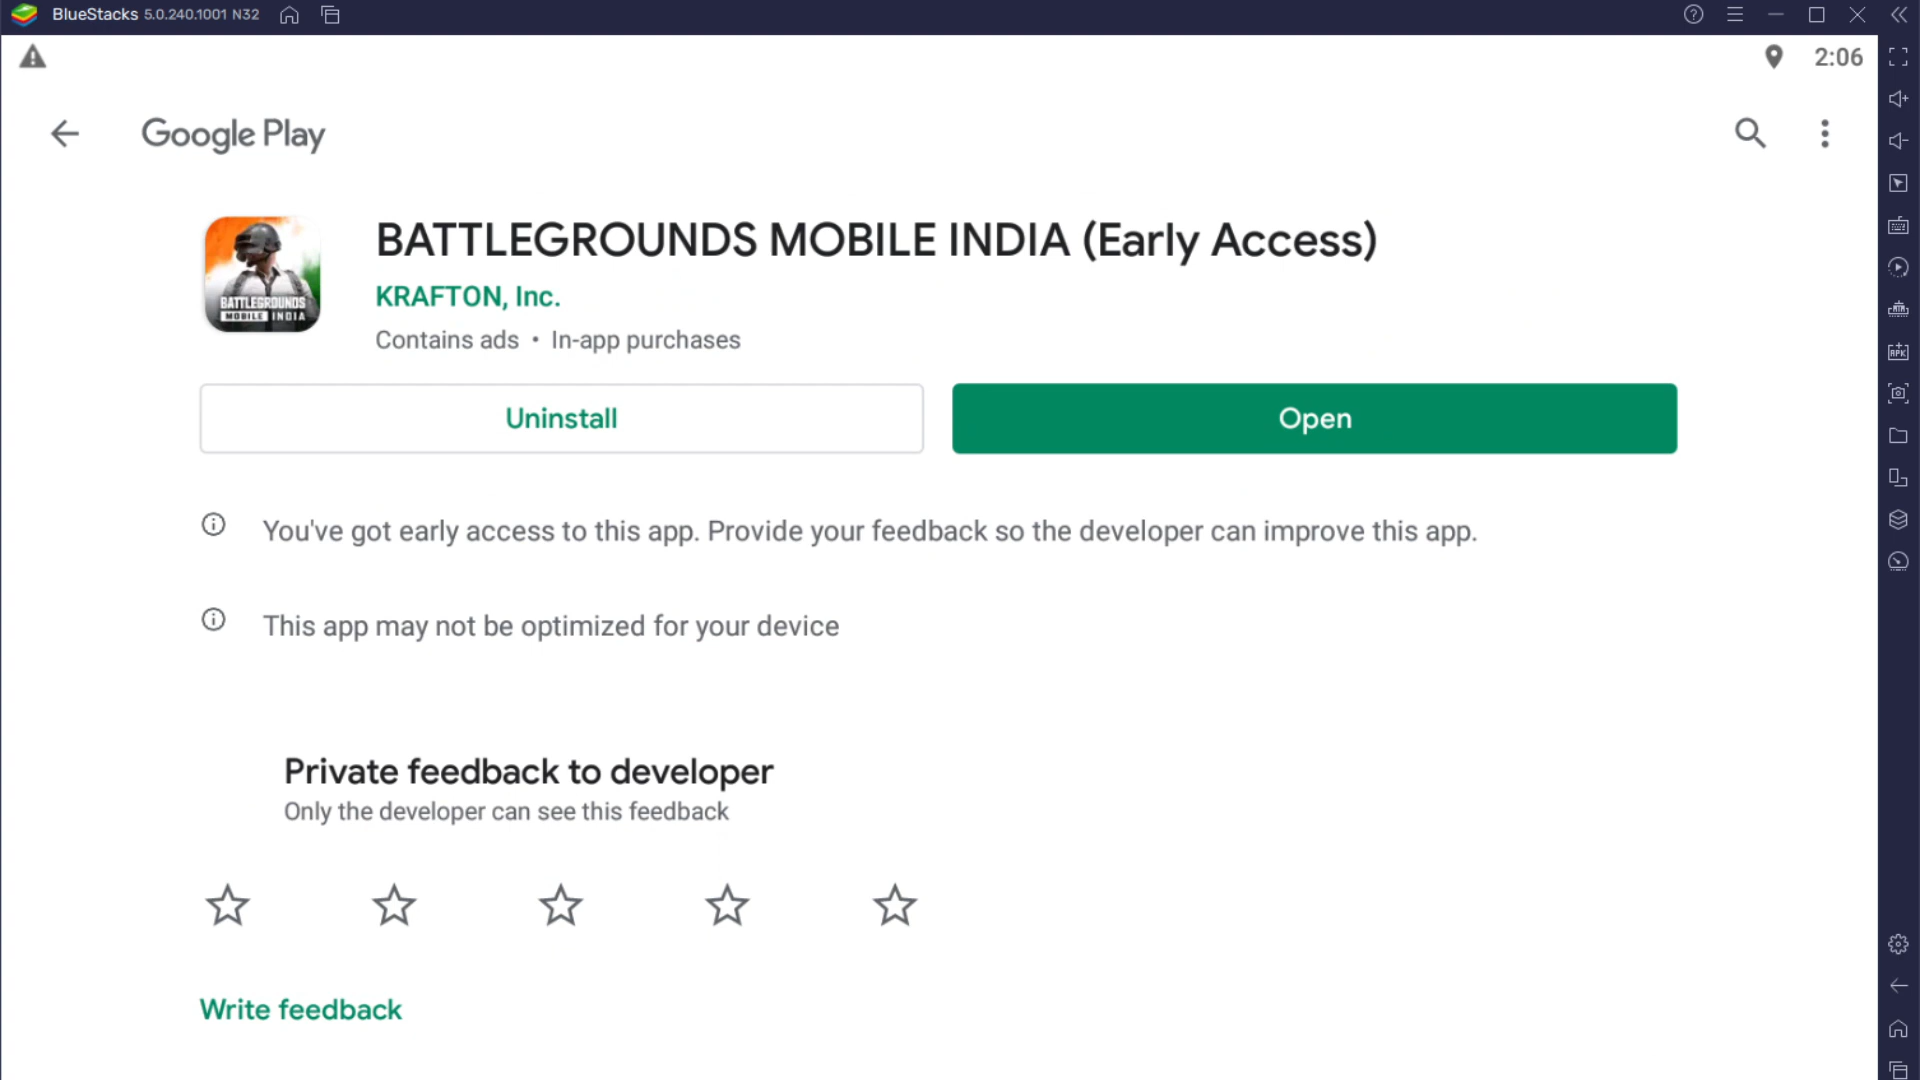 BlueStacks 5.0.240.1001 N32
2:06
Google Play
BATTLEGROUNDS MOBILE INDIA (Early Access)
KRAFTON, Inc.
Contains ads • In-app purchases
BATTLEGROUNDS
MOBILE INDIA
Uninstall
Open
You've got early access to this app. Provide your feedback so the developer can improve this app.
This app may not be optimized for your device
Private feedback to developer
Only the developer can see this feedback
Write feedback
APK